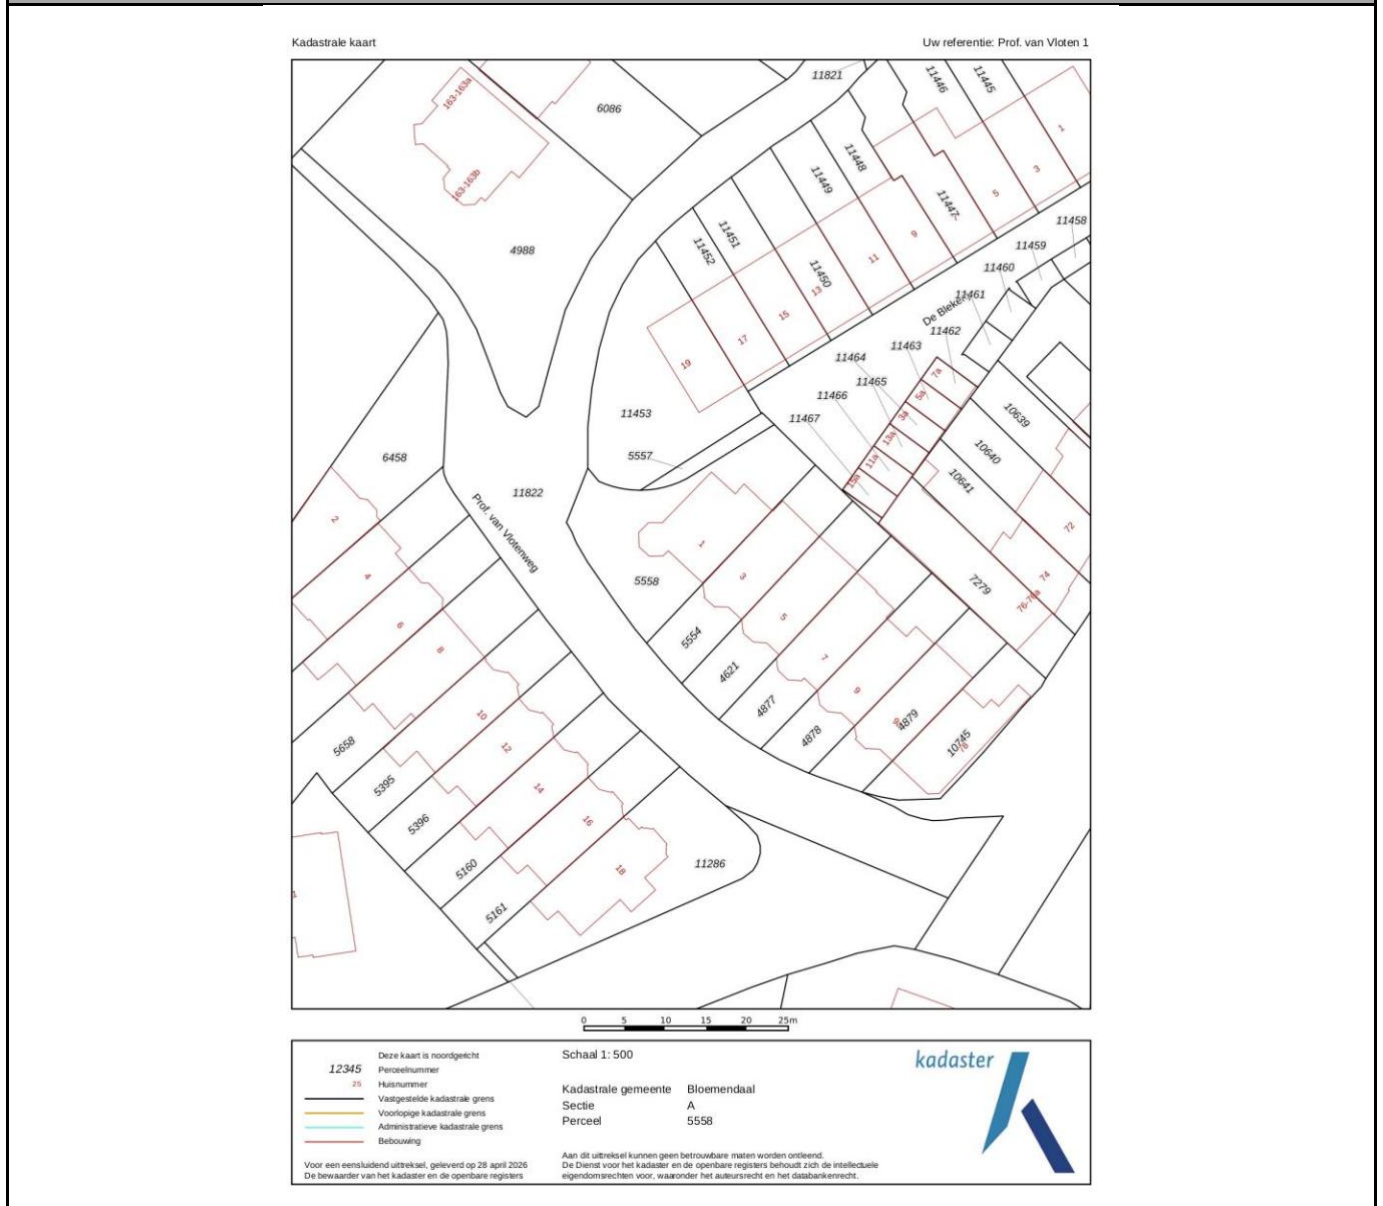 Kadastrale kaart
Uw referentie: Prof. van Vloten 1
11821
11446
11445
163-163a
6086
1
11448
163-163b
11449
3
5
11447
11458
11451
9
11459
4988
11452
11
11460
11450
13
11461
De Bleker
15
11462
17
11463
11464
19
7a
11465
11466
5a
11453
11467
3a
10639
13a
5557
6458
10640
11a
15a
10641
11822
2
Prof. van Vlotenweg
72
1
5558
4
3
74
7279
76-76a
6
5
5554
8
7
4621
9
4877
10
4879
4878
5658
12
10745
78
5395
14
5396
16
11286
5160
18
5161
0 5 10 15 20 25m
Deze kaart is noordgericht
12345 Perceelnummer
25 Huisnummer
Vastgestelde kadastrale grens
Voorlopige kadastrale grens
Administratieve kadastrale grens
Bebouwing
Voor een eensluidend uittreksel, geleverd op 28 april 2026
De bewaarder van het kadaster en de openbare registers
Schaal 1: 500
Kadastrale gemeente Bloemendaal
Sectie A
Perceel 5558
Aan dit uittreksel kunnen geen betrouwbare maten worden ontleend.
De Dienst voor het kadaster en de openbare registers behoudt zich de intellectuele
eigendomsrechten voor, waaronder het auteursrecht en het databankenrecht.
kadaster